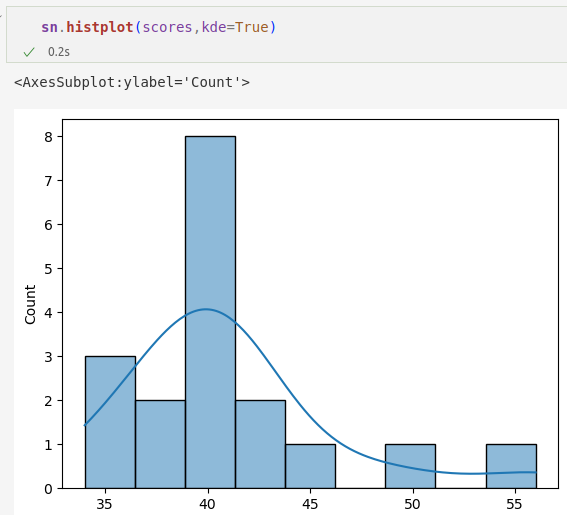 sn.histplot(scores,kde=True)
0.2s
<AxesSubplot:ylabel='Count'>
8
7
6
5
4
3
2
1
0
Count
35 40 45 50 55